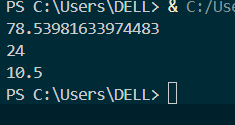 PS C:\Users\DELL> & C:/Use
78.53981633974483
24
10.5
PS C:\Users\DELL>